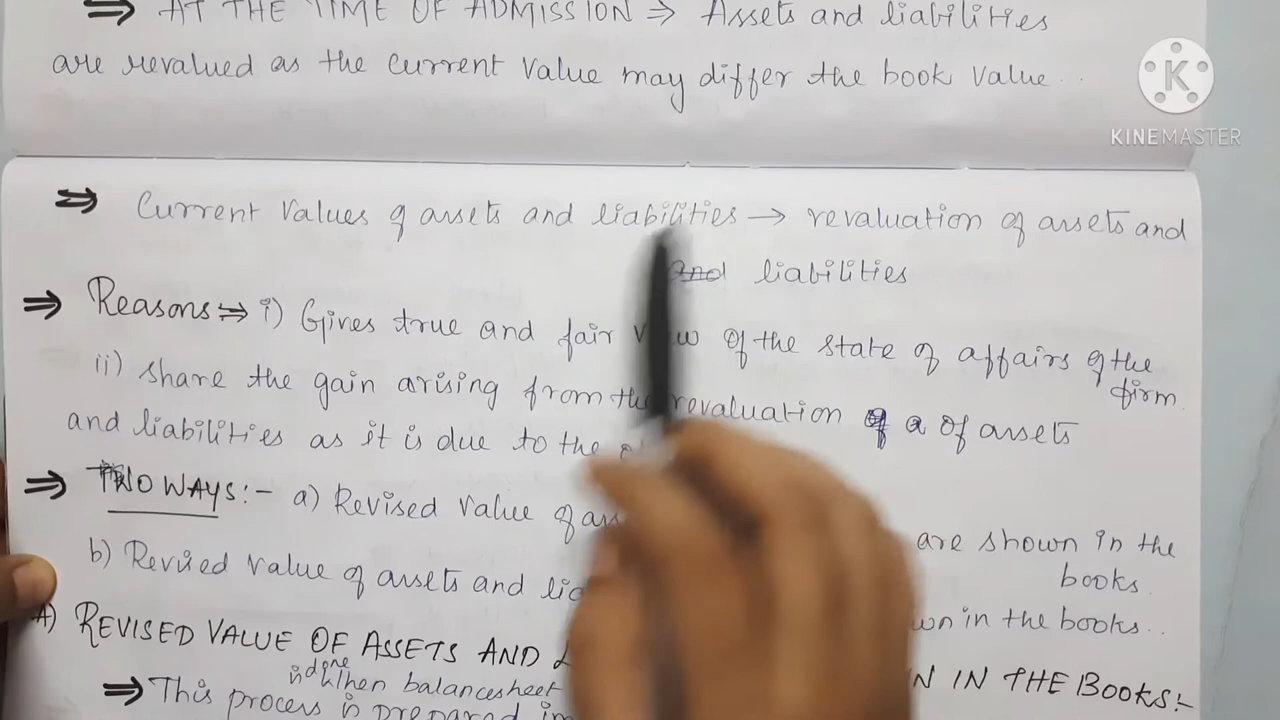 ⇒ AT THE TIME OF ADMISSION ⇒ Assets and liabilities
are revalued as the current value may differ the book value..
K
KINEMASTER
⇒ Current values of assets and liabilities → revaluation of assets and
and liabilities
⇒ Reasons ⇒ i) Gives true and fair of the state of affairs of the
firm
ii) share the gain arising from the revaluation of a of assets
and liabilities as it is due to the
⇒ TWO WAYS:- a) Revised value of are shown in the
books.
b) Revised value of assets and in the books..
A) REVISED VALUE OF ASSETS AND IN THE BOOKS:-
⇒ This process is done when balancesheet
is prepared